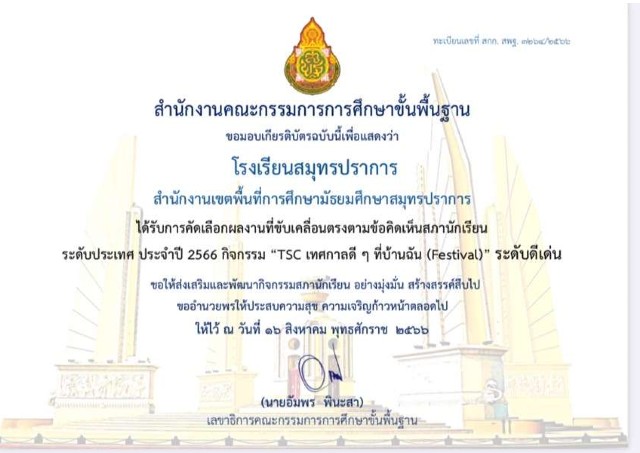 ทะเบียนเลขที่ สกก. สพฐ. ๓๒๖๔/๒๕๖๖
สำนักงานคณะกรรมการการศึกษาขั้นพื้นฐาน
ขอมอบเกียรติบัตรฉบับนี้เพื่อแสดงว่า
โรงเรียนสมุทรปราการ
สำนักงานเขตพื้นที่การศึกษามัธยมศึกษาสมุทรปราการ
ได้รับการคัดเลือกผลงานที่ขับเคลื่อนตรงตามข้อคิดเห็นสภานักเรียน
ระดับประเทศ ประจำปี 2566 กิจกรรม “TSC เทศกาลดี ๆ ที่บ้านฉัน (Festival)” ระดับดีเด่น
ขอให้ส่งเสริมและพัฒนากิจกรรมสภานักเรียน อย่างมุ่งมั่น สร้างสรรค์สืบไป
ขออำนวยพรให้ประสบความสุข ความเจริญก้าวหน้าตลอดไป
ให้ไว้ ณ วันที่ ๑๖ สิงหาคม พุทธศักราช ๒๕๖๖
(นายอัมพร พินะสา)
เลขาธิการคณะกรรมการการศึกษาขั้นพื้นฐาน